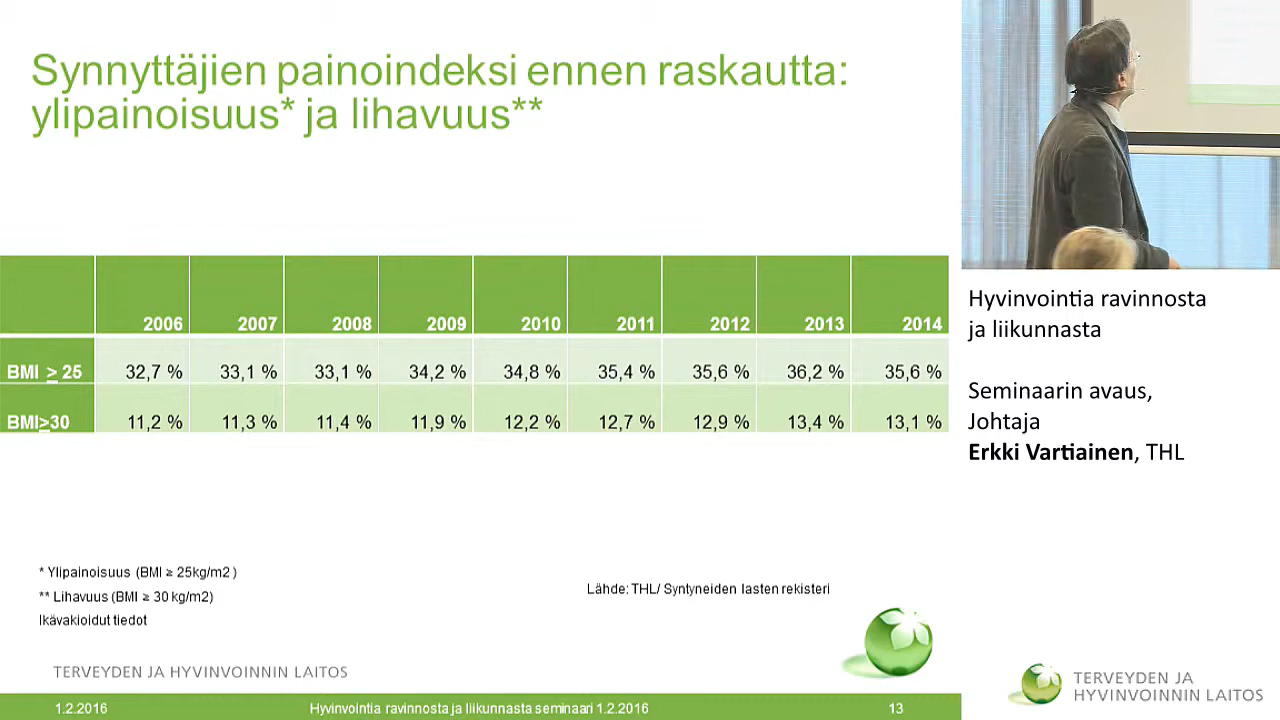 Synnyttäjien painoindeksi ennen raskautta:
ylipainoisuus* ja lihavuus**
2006 2007 2008 2009 2010 2011 2012 2013 2014
BMI ≥ 25 32,7 % 33,1 % 33,1 % 34,2 % 34,8 % 35,4 % 35,6 % 36,2 % 35,6 %
BMI≥30 11,2 % 11,3 % 11,4 % 11,9 % 12,2 % 12,7 % 12,9 % 13,4 % 13,1 %
* Ylipainoisuus (BMI ≥ 25kg/m2 )
** Lihavuus (BMI ≥ 30 kg/m2)
Ikävakioidut tiedot
Lähde: THL/ Syntyneiden lasten rekisteri
TERVEYDEN JA HYVINVOINNIN LAITOS
1.2.2016 Hyvinvointia ravinnosta ja liikunnasta seminaari 1.2.2016 13
Hyvinvointia ravinnosta
ja liikunnasta
Seminaarin avaus,
Johtaja
Erkki Vartiainen, THL
TERVEYDEN JA
HYVINVOINNIN LAITOS